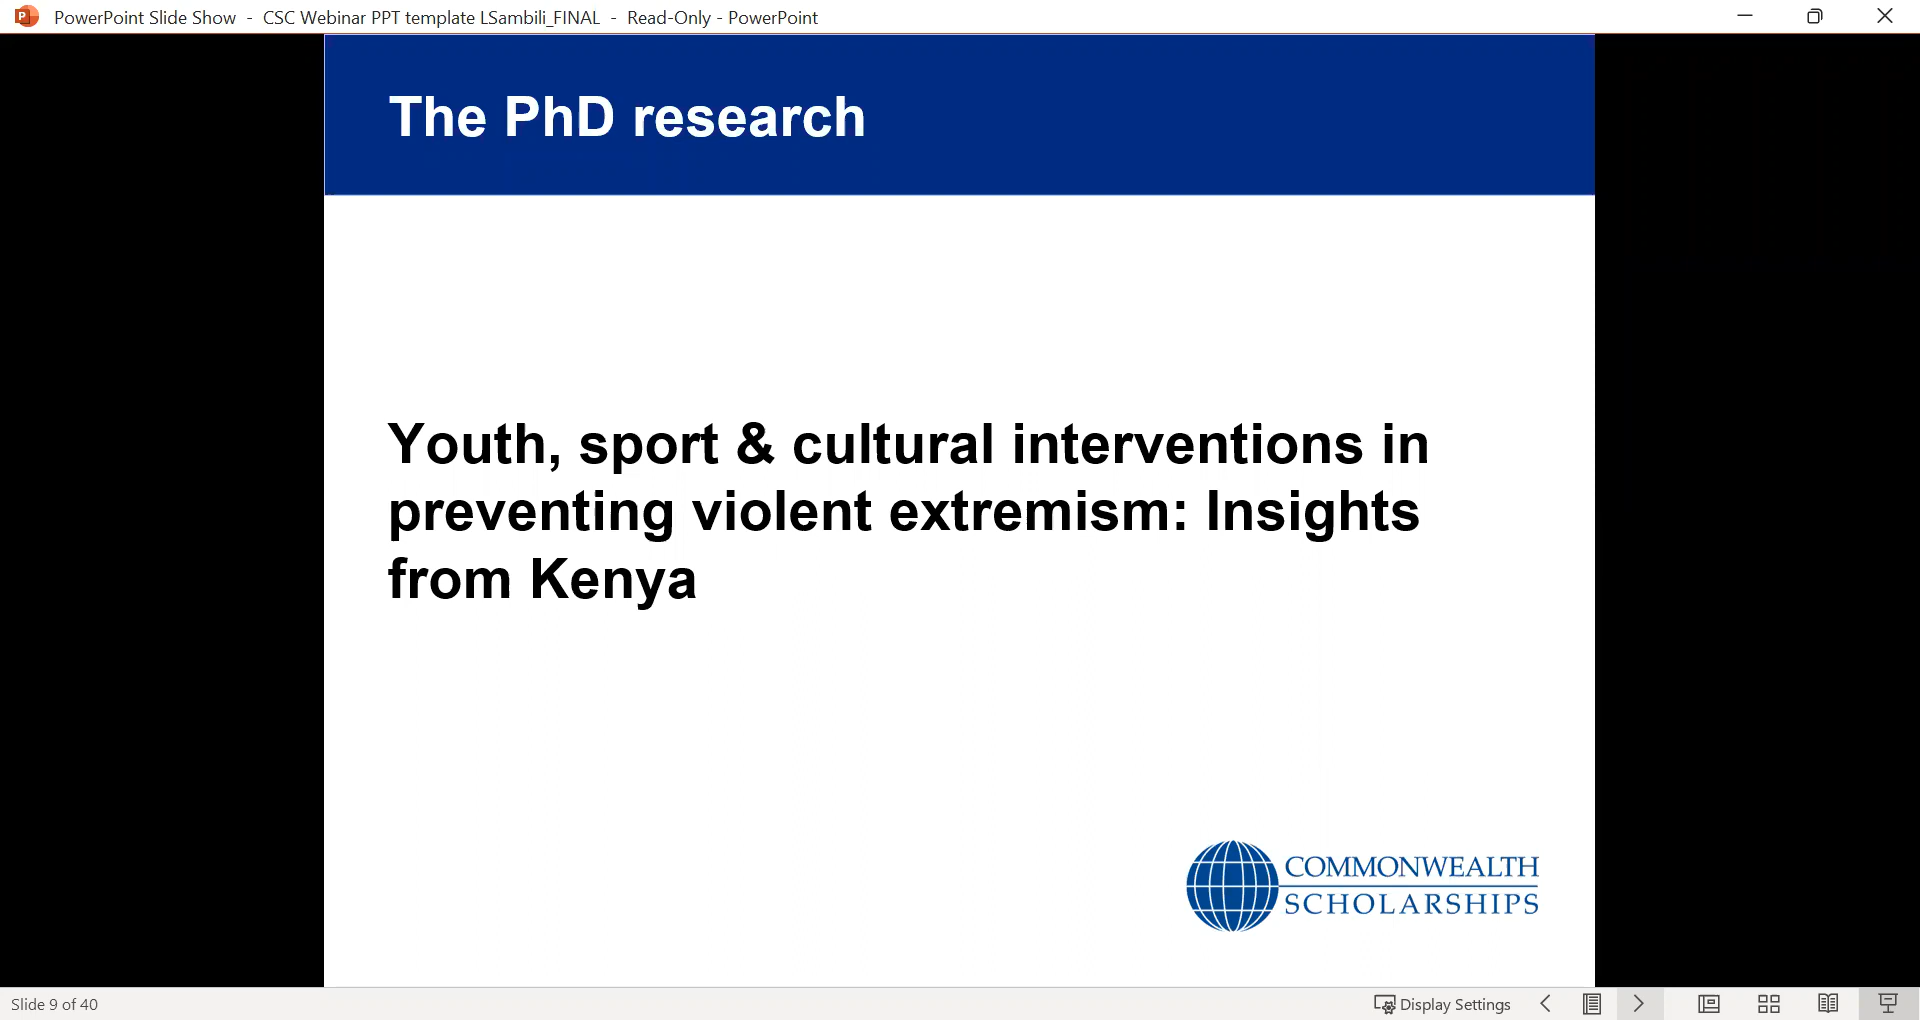 PowerPoint Slide Show - CSC Webinar PPT template LSambili_FINAL - Read-Only - PowerPoint
The PhD research
Youth, sport & cultural interventions in
preventing violent extremism: Insights
from Kenya
COMMONWEALTH
SCHOLARSHIPS
Slide 9 of 40
Display Settings